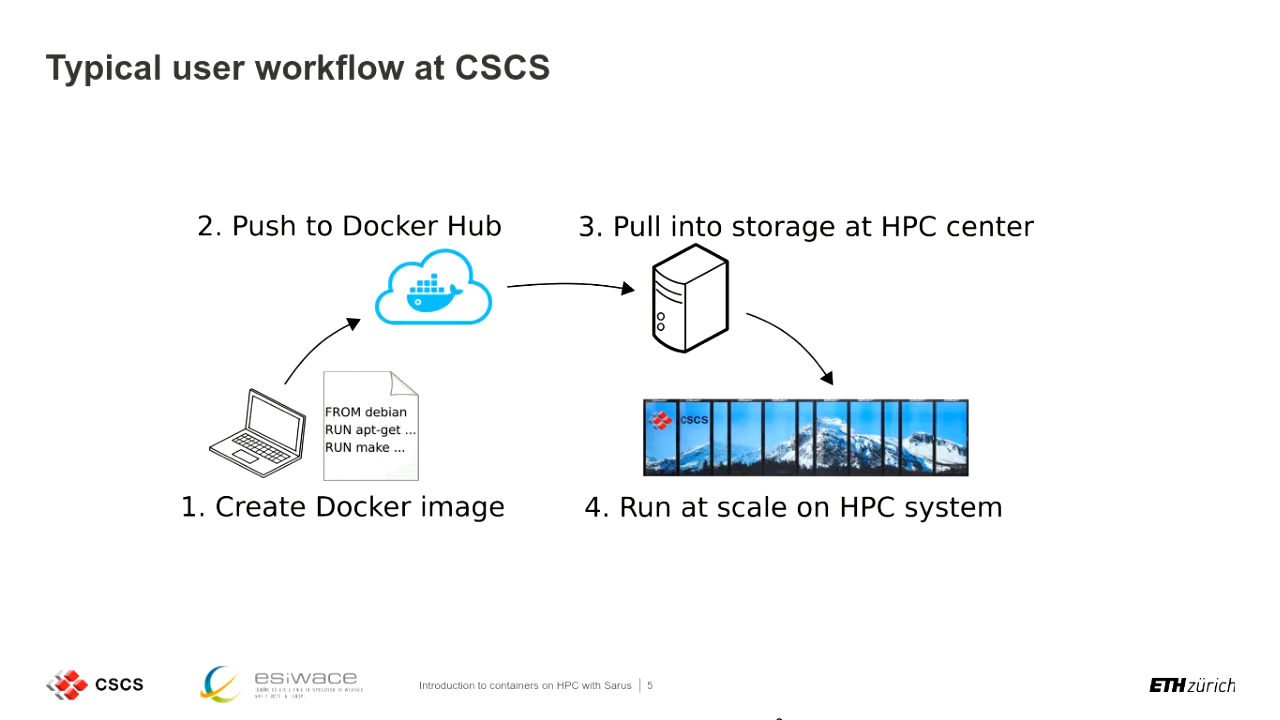 Typical user workflow at CSCS
2. Push to Docker Hub
3. Pull into storage at HPC center
FROM debian
RUN apt-get ...
RUN make ...
CSCS
1. Create Docker image
4. Run at scale on HPC system
CSCS
esiwace
Introduction to containers on HPC with Sarus | 5
ETH zürich